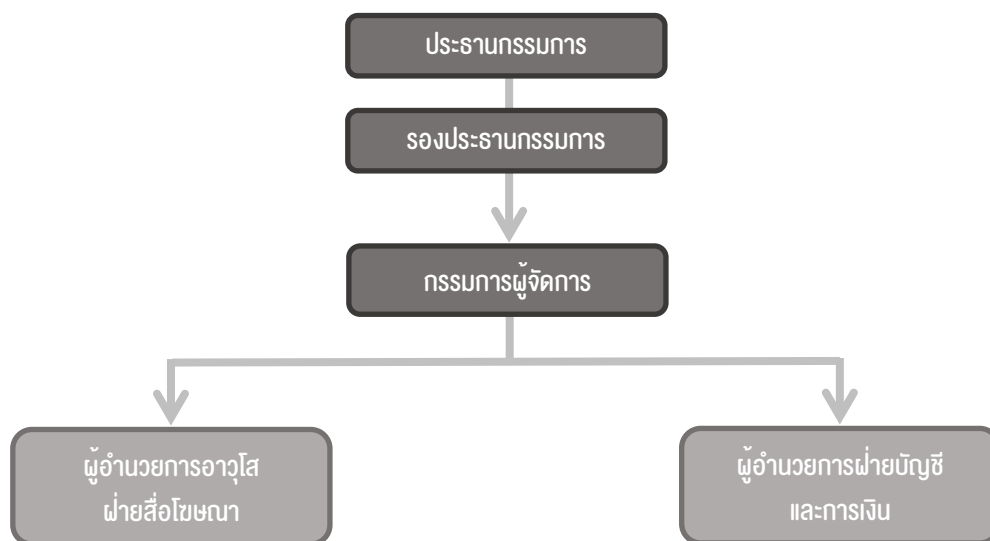 ประธานกรรมการ
รองประธานกรรมการ
กรรมการผู้จัดการ
ผู้อำนวยการอาวุโส
ฝ่ายสื่อโฆษณา
ผู้อำนวยการฝ่ายบัญชี
และการเงิน